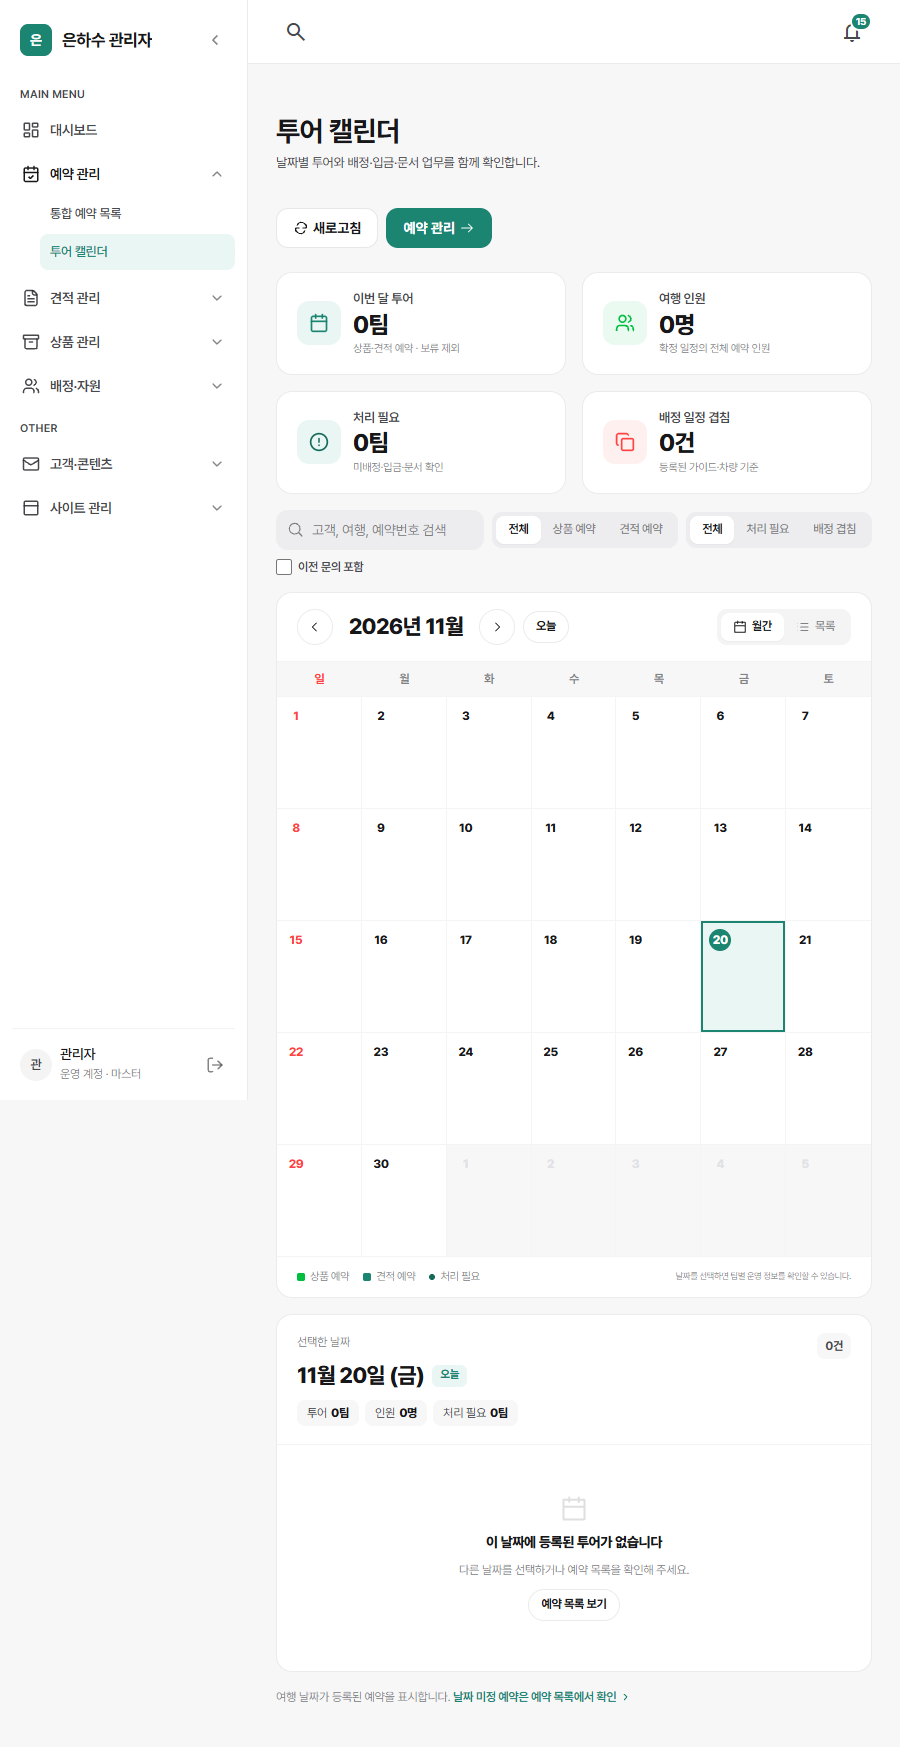 은 은하수 관리자
MAIN MENU
대시보드
예약 관리
통합 예약 목록
투어 캘린더
견적 관리
상품 관리
배정·자원
OTHER
고객·콘텐츠
사이트 관리
관 관리자
운영 계정 · 마스터
15
투어 캘린더
날짜별 투어와 배정·입금·문서 업무를 함께 확인합니다.
새로고침 예약 관리
이번 달 투어
0팀
상품·견적 예약 · 보류 제외
여행 인원
0명
확정 일정의 전체 예약 인원
처리 필요
0팀
미배정·입금·문서 확인
배정 일정 겹침
0건
등록된 가이드·차량 기준
고객, 여행, 예약번호 검색 전체 상품 예약 견적 예약 전체 처리 필요 배정 겹침
이전 문의 포함
2026년 11월 오늘 월간 목록
일 월 화 수 목 금 토
1 2 3 4 5 6 7
8 9 10 11 12 13 14
15 16 17 18 19 20 21
22 23 24 25 26 27 28
29 30 1 2 3 4 5
상품 예약 견적 예약 처리 필요 날짜를 선택하면 팀별 운영 정보를 확인할 수 있습니다.
선택한 날짜 0건
11월 20일 (금) 오늘
투어 0팀 인원 0명 처리 필요 0팀
이 날짜에 등록된 투어가 없습니다
다른 날짜를 선택하거나 예약 목록을 확인해 주세요.
예약 목록 보기
여행 날짜가 등록된 예약을 표시합니다. 날짜 미정 예약은 예약 목록에서 확인